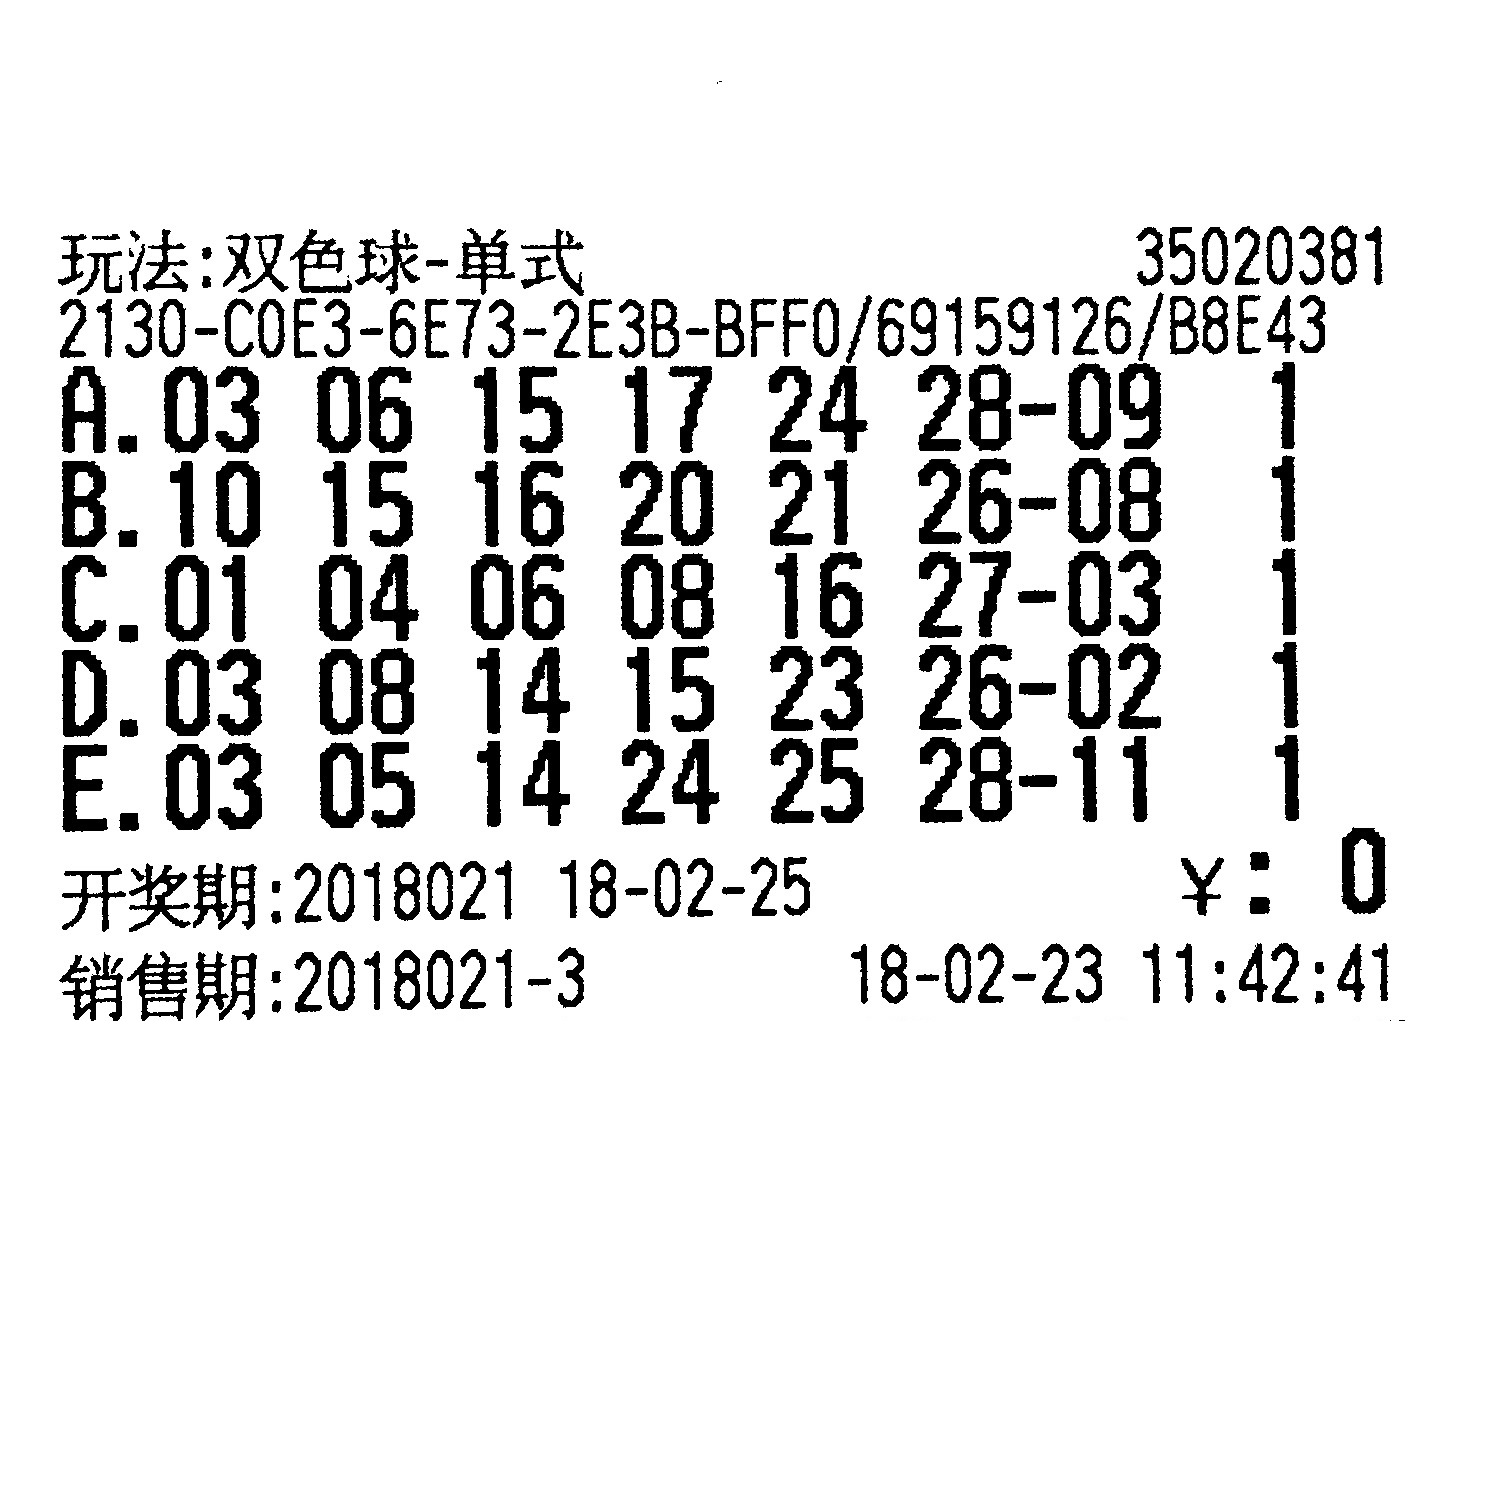 玩法:双色球-单式 35020381
2130-C0E3-6E73-2E3B-BFF0/69159126/B8E43
A.03 06 15 17 24 28-09 1
B.10 15 16 20 21 26-08 1
C.01 04 06 08 16 27-03 1
D.03 08 14 15 23 26-02 1
E.03 05 14 24 25 28-11 1
开奖期:2018021 18-02-25 ¥: 0
销售期:2018021-3 18-02-23 11:42:41